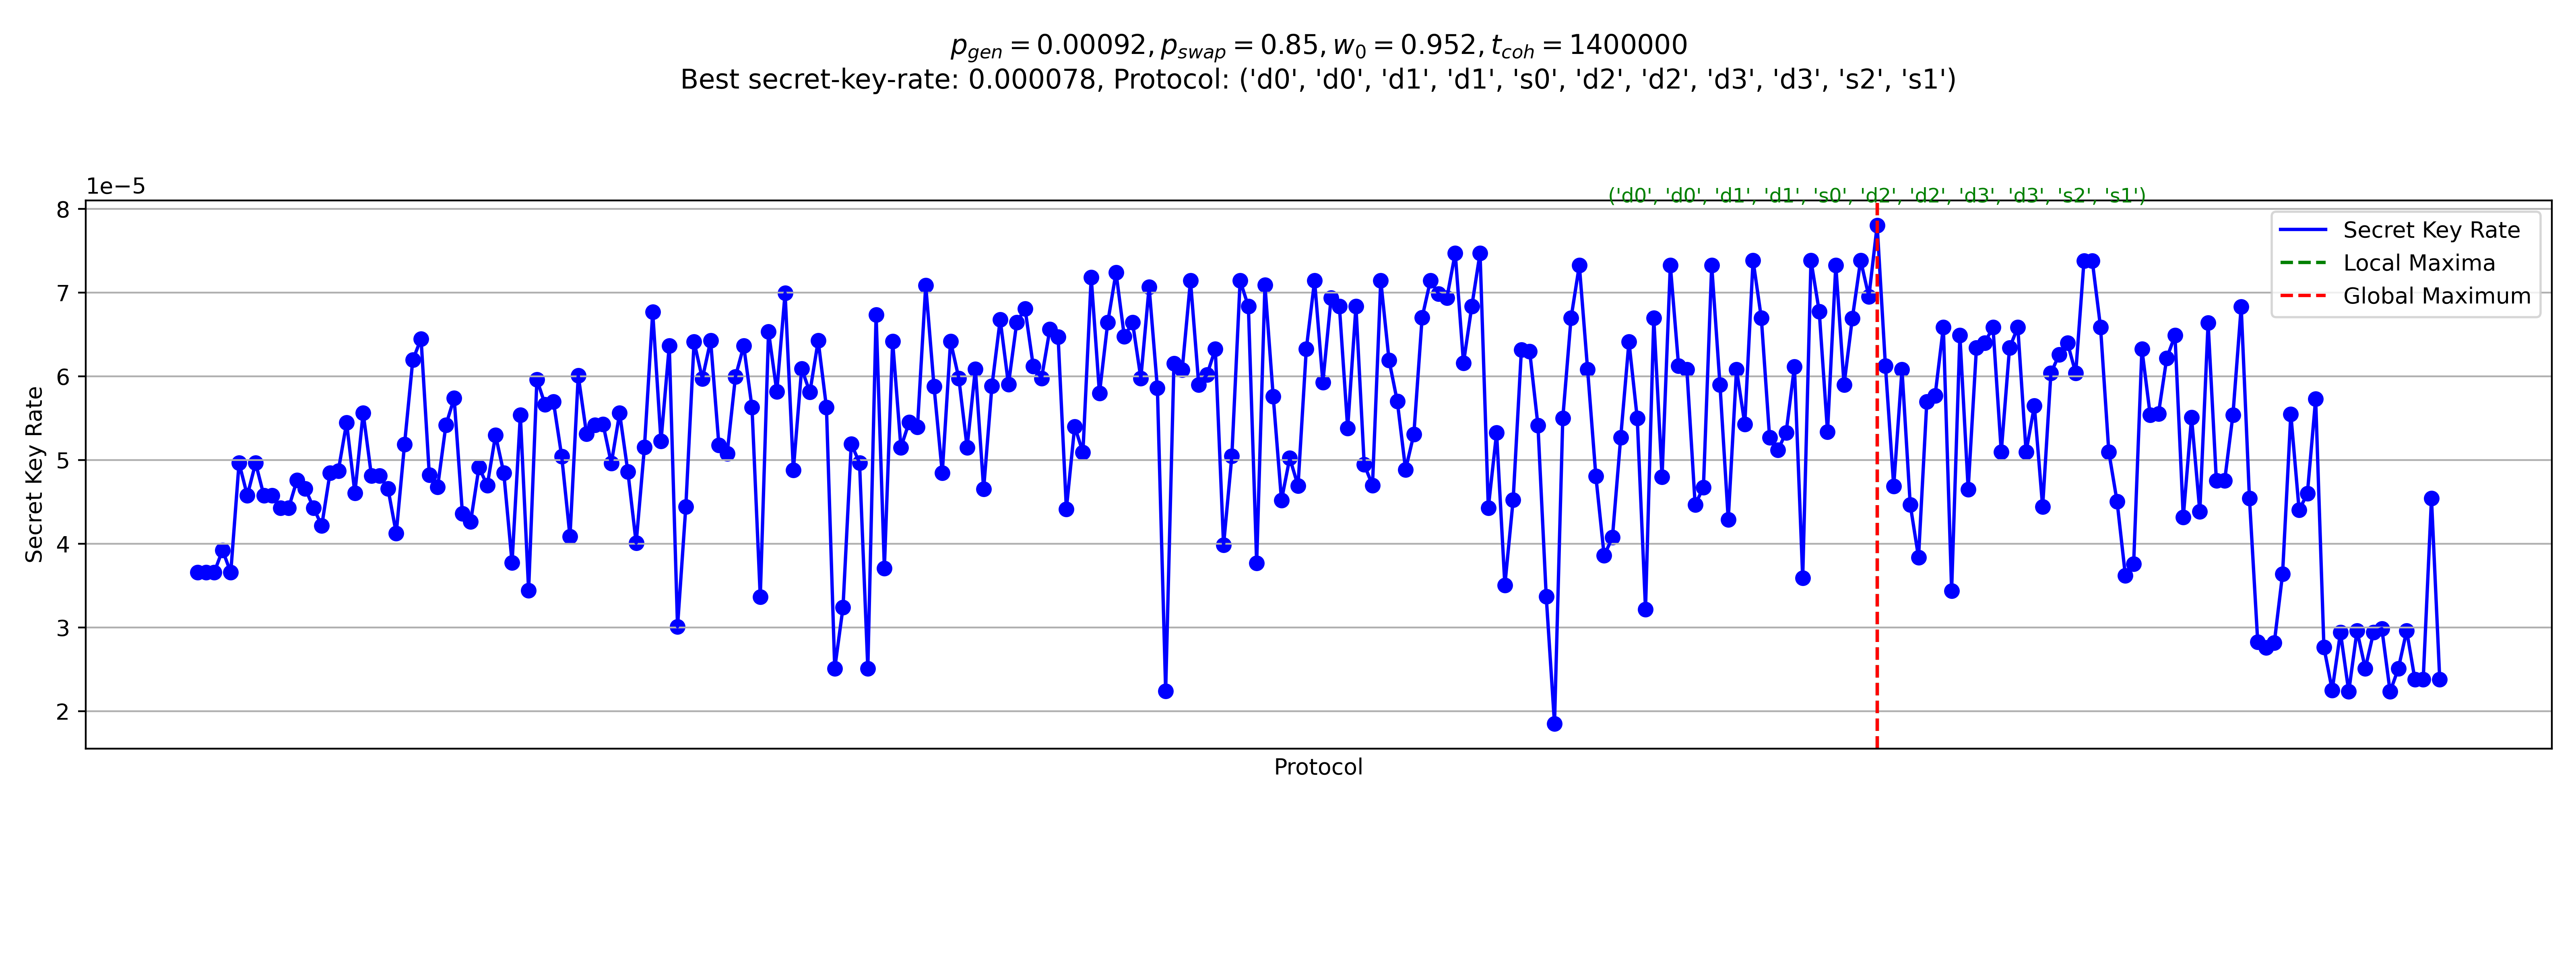 p_gen = 0.00092, p_swap = 0.85, w_0 = 0.952, t_coh = 1400000
Best secret-key-rate: 0.000078, Protocol: ('d0', 'd0', 'd1', 'd1', 's0', 'd2', 'd2', 'd3', 'd3', 's2', 's1')
1e−5
('d0', 'd0', 'd1', 'd1', 's0', 'd2', 'd2', 'd3', 'd3', 's2', 's1')
8
7
6
5
4
3
2
Secret Key Rate
Secret Key Rate
Local Maxima
Global Maximum
Protocol